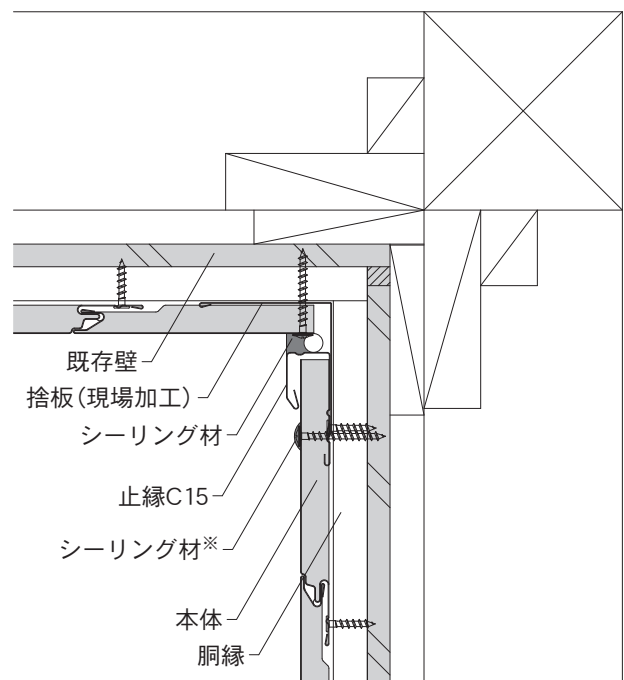 既存壁
捨板（現場加工）
シーリング材
止縁C15
シーリング材※
本体
胴縁